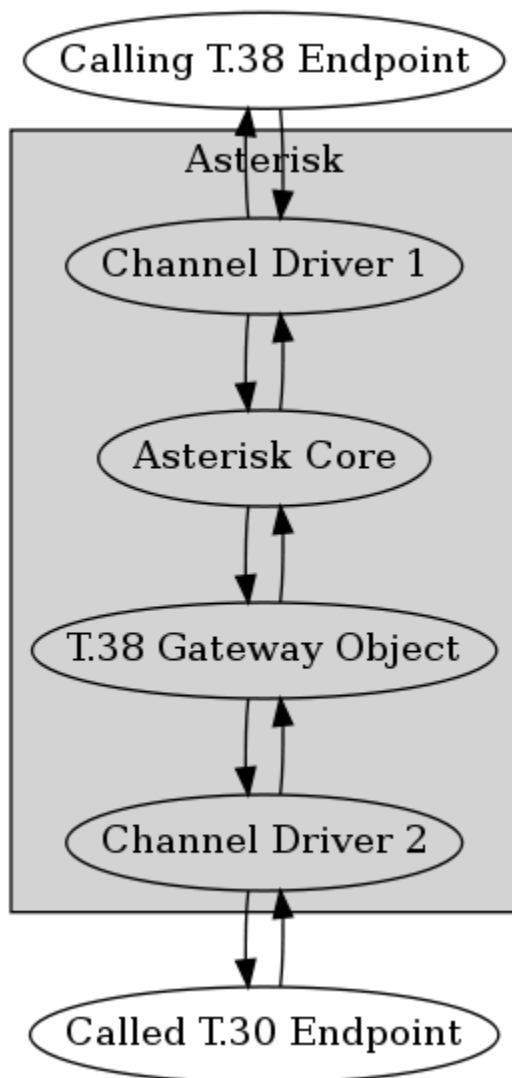 Calling T.38 Endpoint
Asterisk
Channel Driver 1
Asterisk Core
T.38 Gateway Object
Channel Driver 2
Called T.30 Endpoint